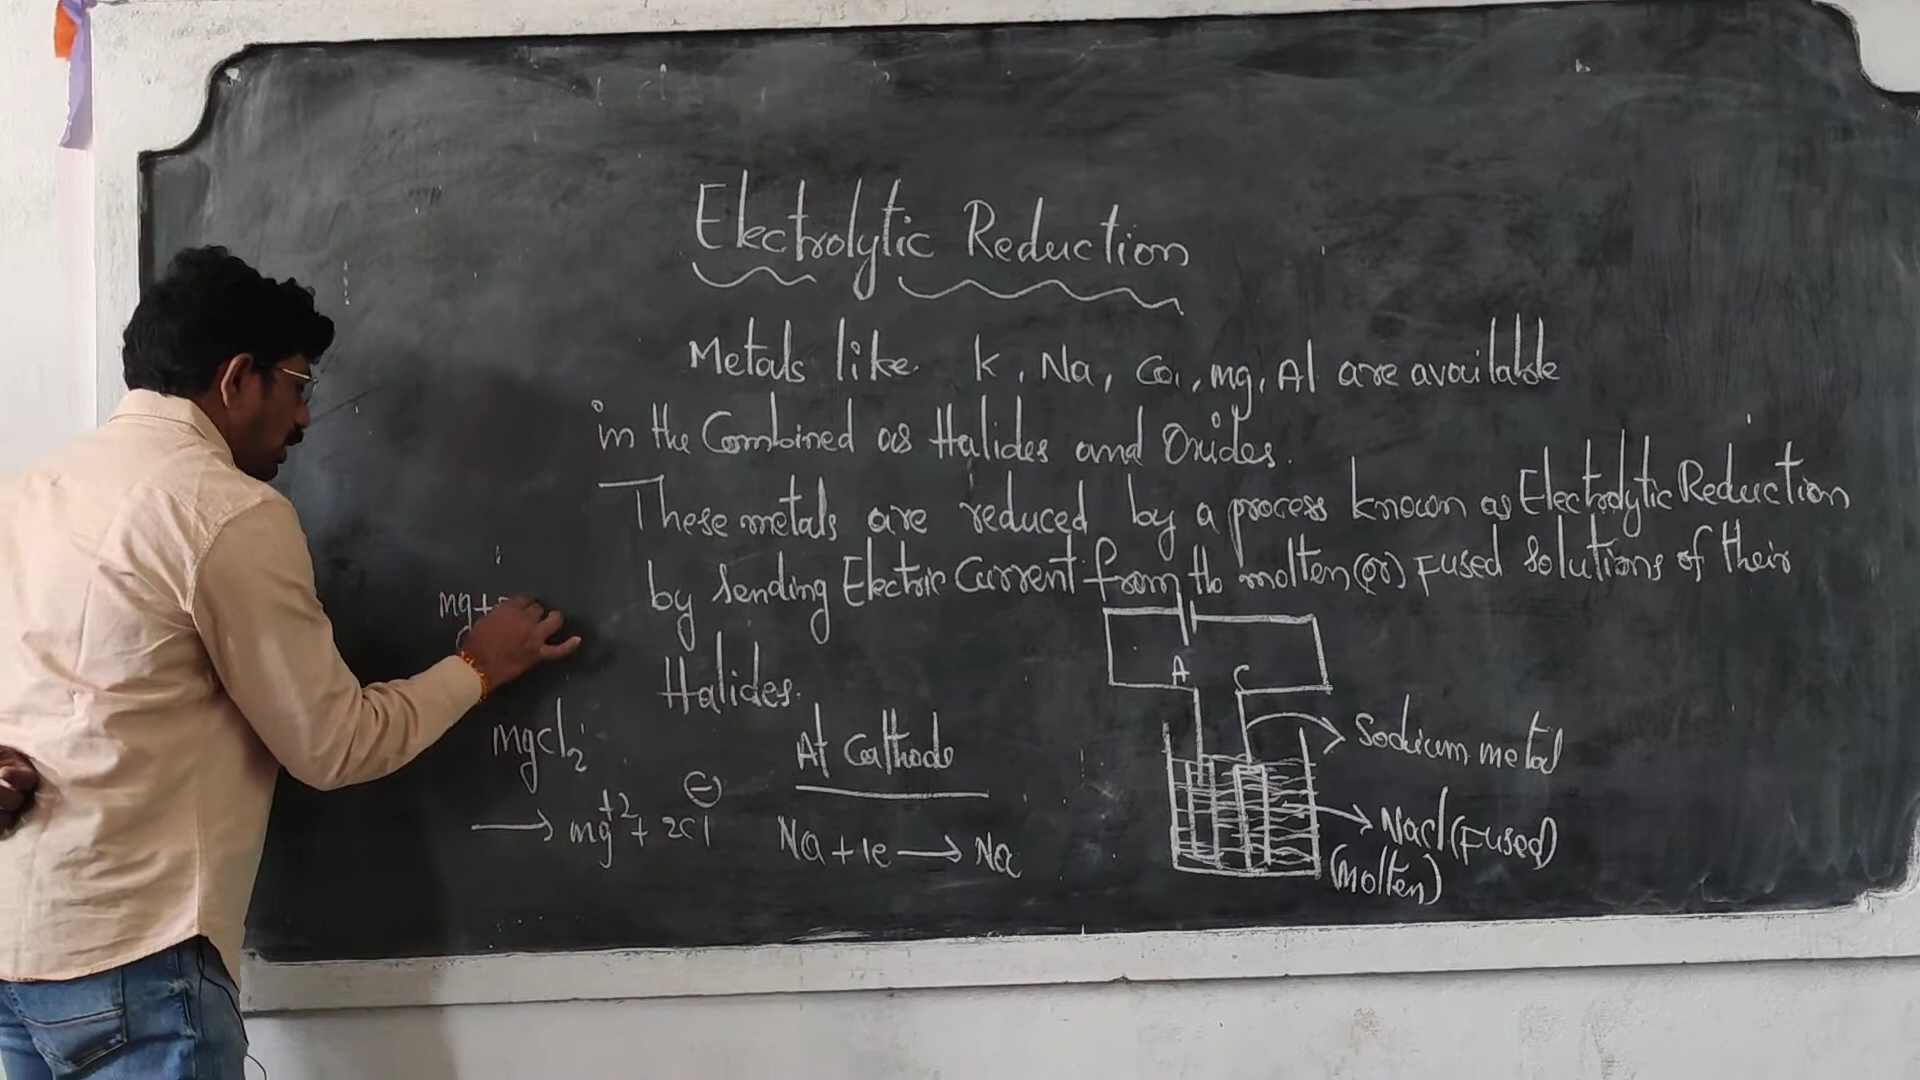 Electrolytic Reduction
Metals like K, Na, Ca, Mg, Al are available
in the Combined as Halides and Oxides.
These metals are reduced by a process known as Electrolytic Reduction
by sending Electric Current from the molten (or) Fused solutions of their
Halides.
mg+
mgcl2
→ mg+2 + 2cl⊖
At Cathode
Na + 1e → Na
A C
Sodium metal
Nacl (Fused)
(molten)